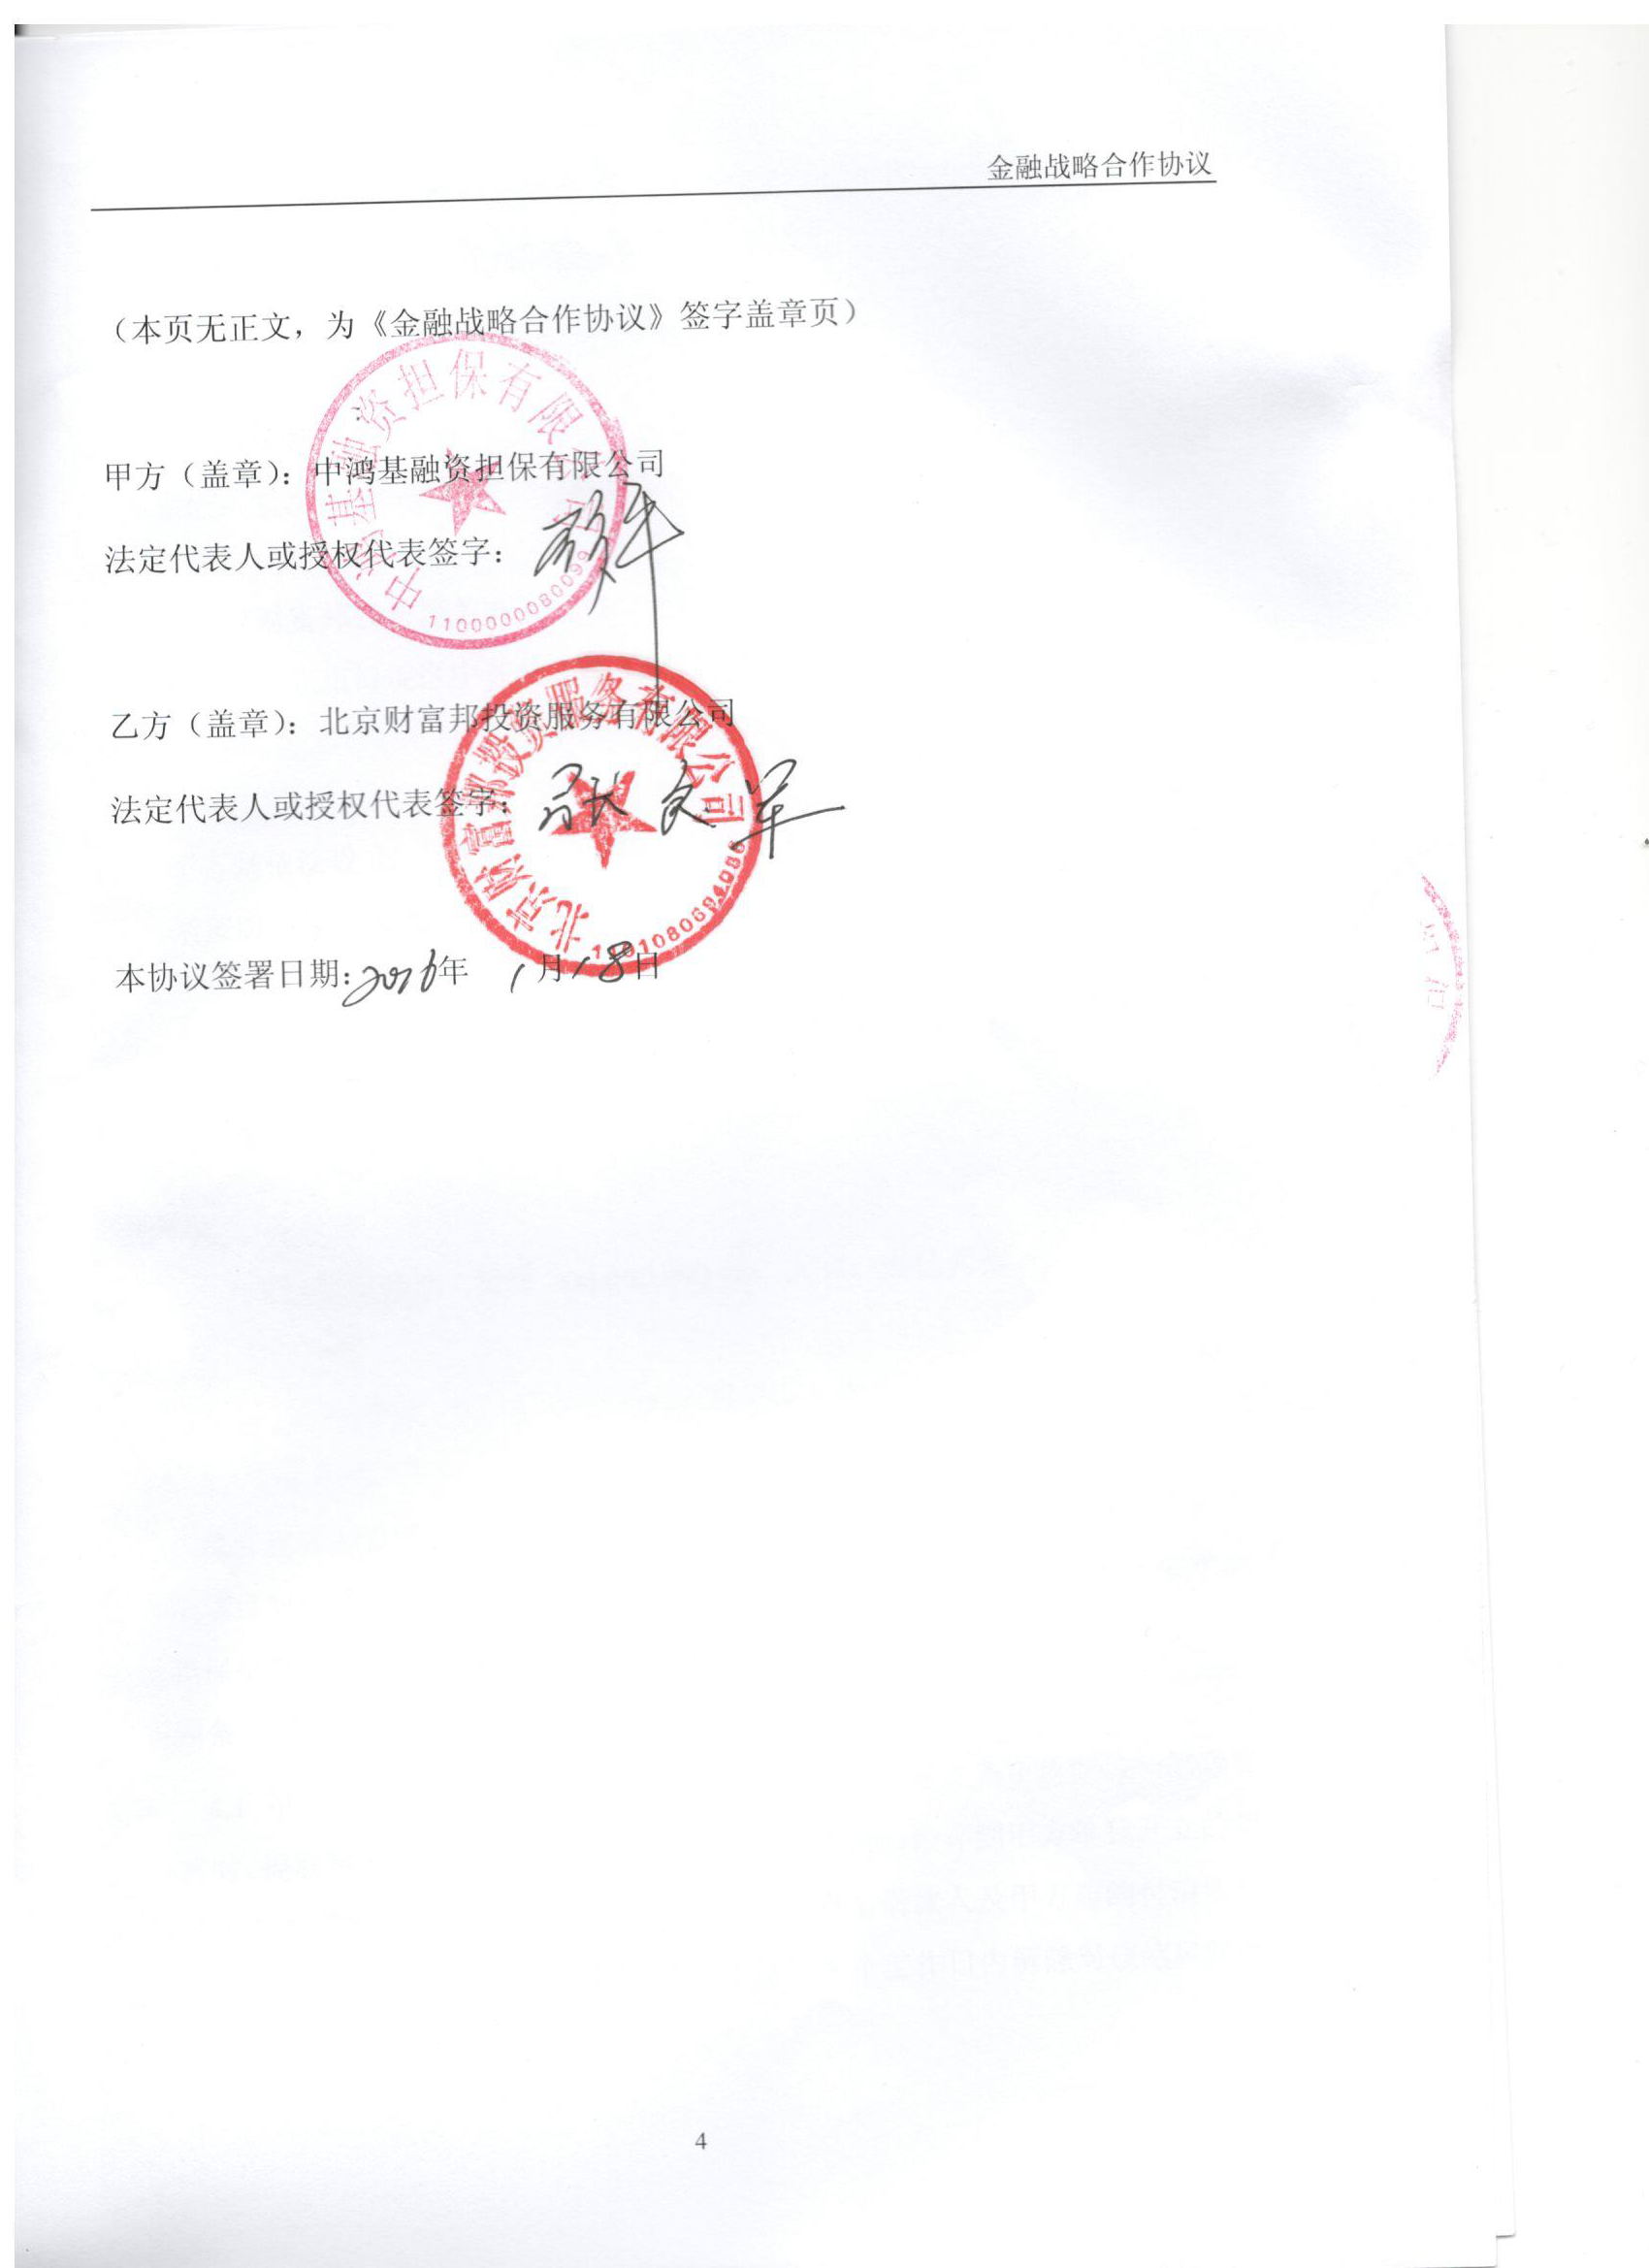 金融战略合作协议
（本页无正文，为《金融战略合作协议》签字盖章页）
中鸿基融资担保有限公司
1100000080099
甲方（盖章）：中鸿基融资担保有限公司
法定代表人或授权代表签字：
北京财富邦投资服务有限公司
乙方（盖章）：北京财富邦投资服务有限公司
法定代表人或授权代表签字：张文军
本协议签署日期：2016年 1月18日
4